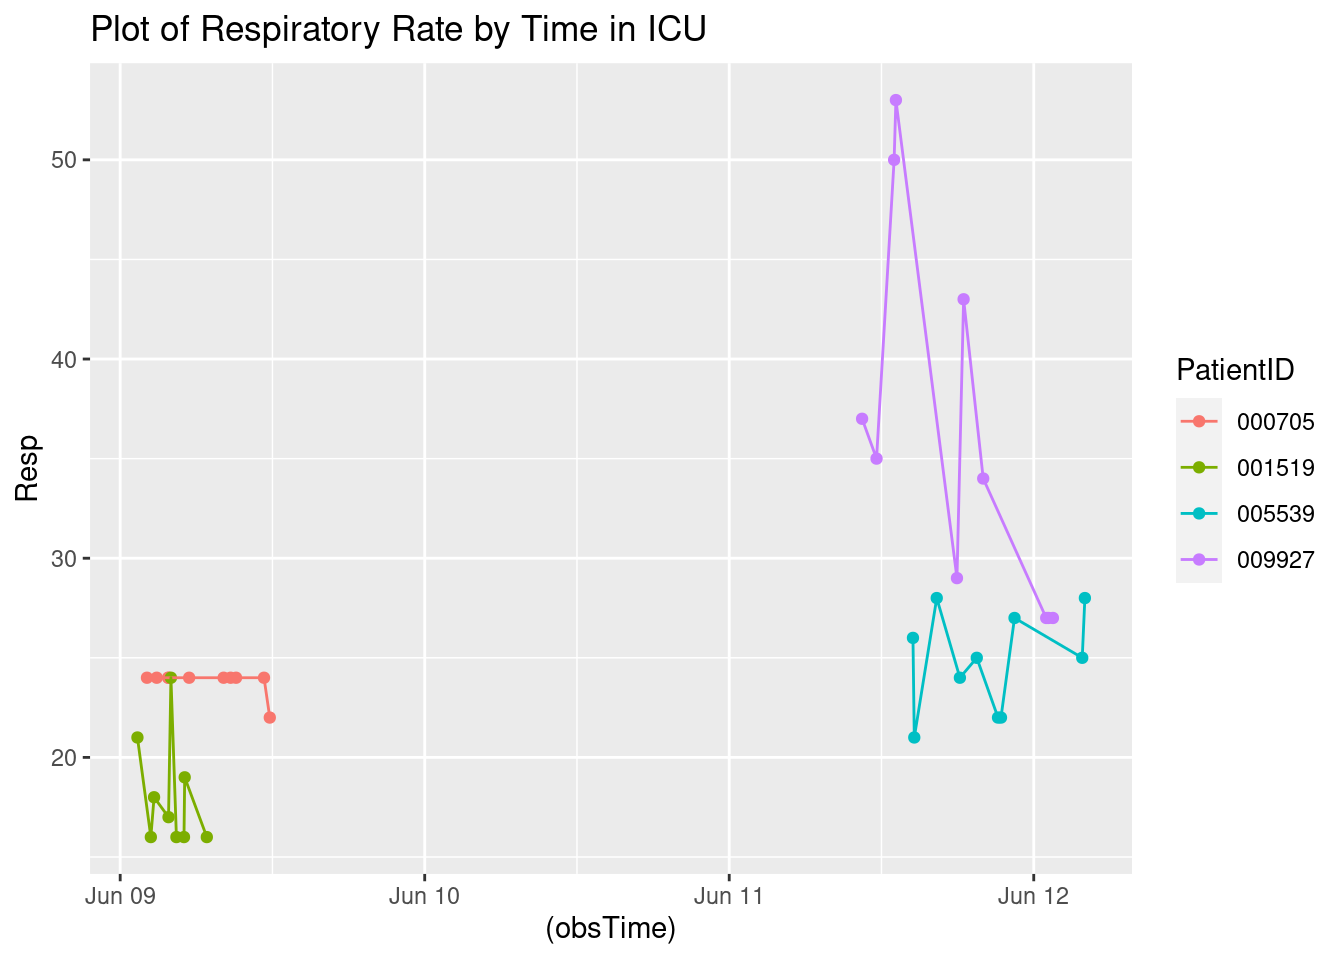 Plot of Respiratory Rate by Time in ICU
50
40
30
20
Resp
Jun 09
Jun 10
Jun 11
Jun 12
(obsTime)
PatientID
000705
001519
005539
009927